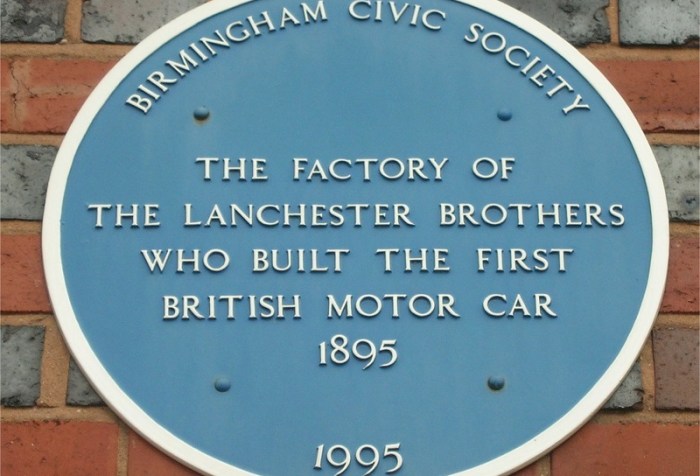 BIRMINGHAM CIVIC SOCIETY
THE FACTORY OF
THE LANCHESTER BROTHERS
WHO BUILT THE FIRST
BRITISH MOTOR CAR
1895
1995